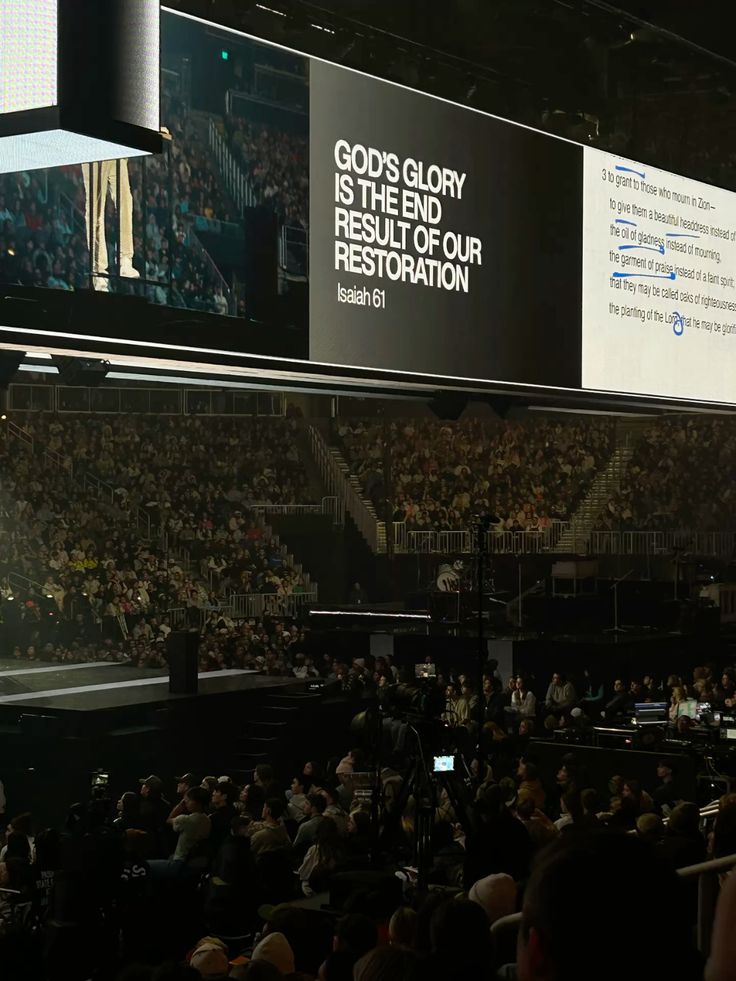 GOD'S GLORY
IS THE END
RESULT OF OUR
RESTORATION
Isaiah 61
3 to grant to those who mourn in Zion—
to give them a beautiful headdress instead of
the oil of gladness instead of mourning,
the garment of praise instead of a faint spirit;
that they may be called oaks of righteousness
the planting of the Lord, that he may be glorifi